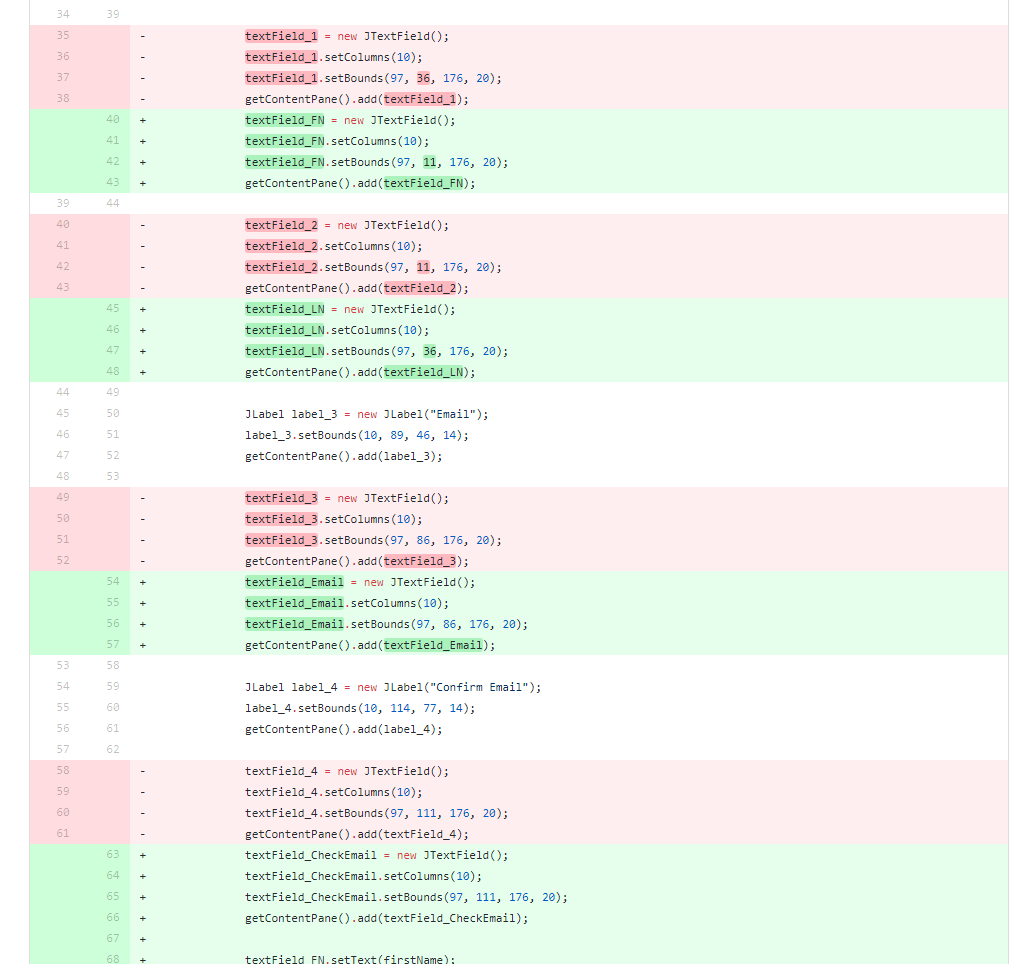 34 39
35 - textField_1 = new JTextField();
36 - textField_1.setColumns(10);
37 - textField_1.setBounds(97, 36, 176, 20);
38 - getContentPane().add(textField_1);
40 + textField_FN = new JTextField();
41 + textField_FN.setColumns(10);
42 + textField_FN.setBounds(97, 11, 176, 20);
43 + getContentPane().add(textField_FN);
39 44
40 - textField_2 = new JTextField();
41 - textField_2.setColumns(10);
42 - textField_2.setBounds(97, 11, 176, 20);
43 - getContentPane().add(textField_2);
45 + textField_LN = new JTextField();
46 + textField_LN.setColumns(10);
47 + textField_LN.setBounds(97, 36, 176, 20);
48 + getContentPane().add(textField_LN);
44 49
45 50 JLabel label_3 = new JLabel("Email");
46 51 label_3.setBounds(10, 89, 46, 14);
47 52 getContentPane().add(label_3);
48 53
49 - textField_3 = new JTextField();
50 - textField_3.setColumns(10);
51 - textField_3.setBounds(97, 86, 176, 20);
52 - getContentPane().add(textField_3);
54 + textField_Email = new JTextField();
55 + textField_Email.setColumns(10);
56 + textField_Email.setBounds(97, 86, 176, 20);
57 + getContentPane().add(textField_Email);
53 58
54 59 JLabel label_4 = new JLabel("Confirm Email");
55 60 label_4.setBounds(10, 114, 77, 14);
56 61 getContentPane().add(label_4);
57 62
58 - textField_4 = new JTextField();
59 - textField_4.setColumns(10);
60 - textField_4.setBounds(97, 111, 176, 20);
61 - getContentPane().add(textField_4);
63 + textField_CheckEmail = new JTextField();
64 + textField_CheckEmail.setColumns(10);
65 + textField_CheckEmail.setBounds(97, 111, 176, 20);
66 + getContentPane().add(textField_CheckEmail);
67 +
68 + textField_FN.setText(firstName);